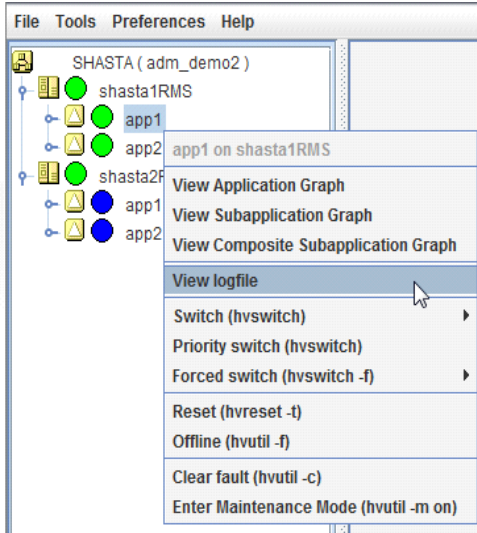 File Tools Preferences Help
SHASTA ( adm_demo2 )
shasta1RMS
app1
app2
shasta2
app1
app2
app1 on shasta1RMS
View Application Graph
View Subapplication Graph
View Composite Subapplication Graph
View logfile
Switch (hvswitch)
Priority switch (hvswitch)
Forced switch (hvswitch -f)
Reset (hvreset -t)
Offline (hvutil -f)
Clear fault (hvutil -c)
Enter Maintenance Mode (hvutil -m on)